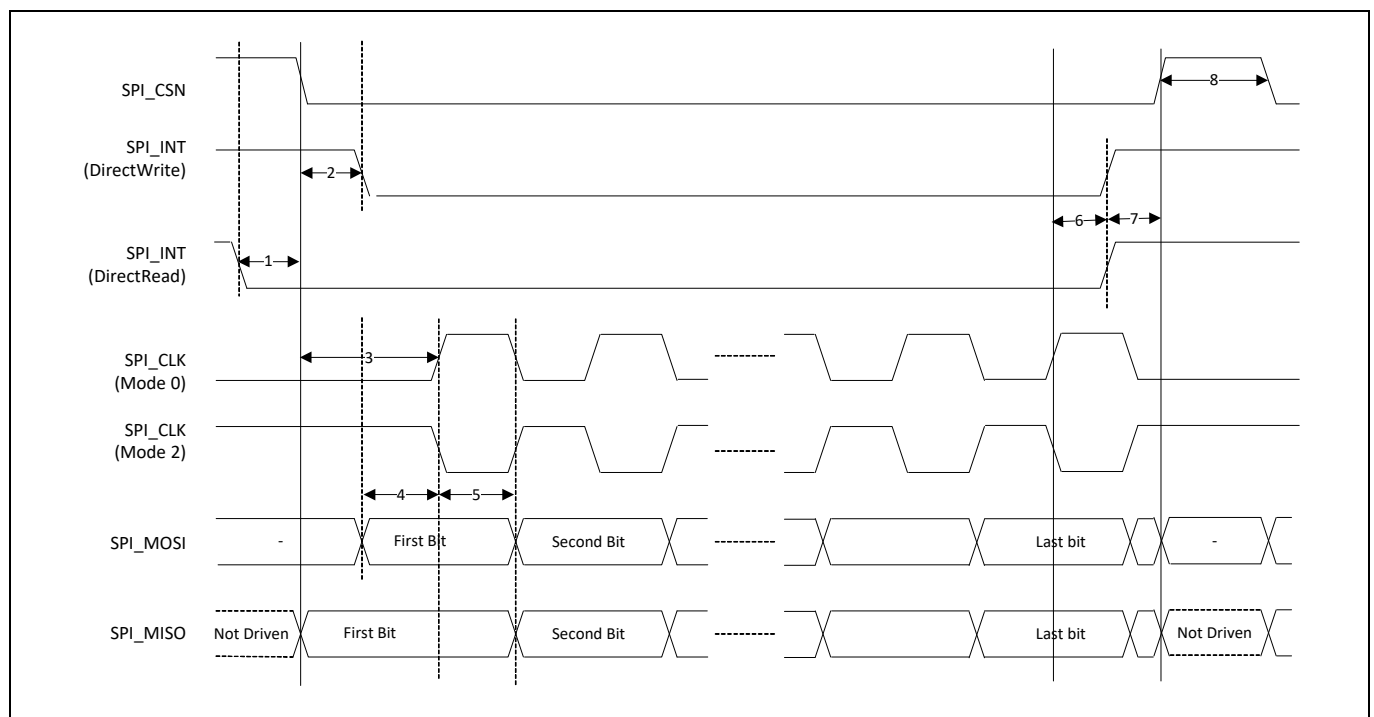 SPI_CSN
8
SPI_INT
(DirectWrite)
2
6
7
SPI_INT
(DirectRead)
1
SPI_CLK
(Mode 0)
3
SPI_CLK
(Mode 2)
4
5
SPI_MOSI
-
First Bit
Second Bit
Last bit
-
SPI_MISO
Not Driven
First Bit
Second Bit
Last bit
Not Driven